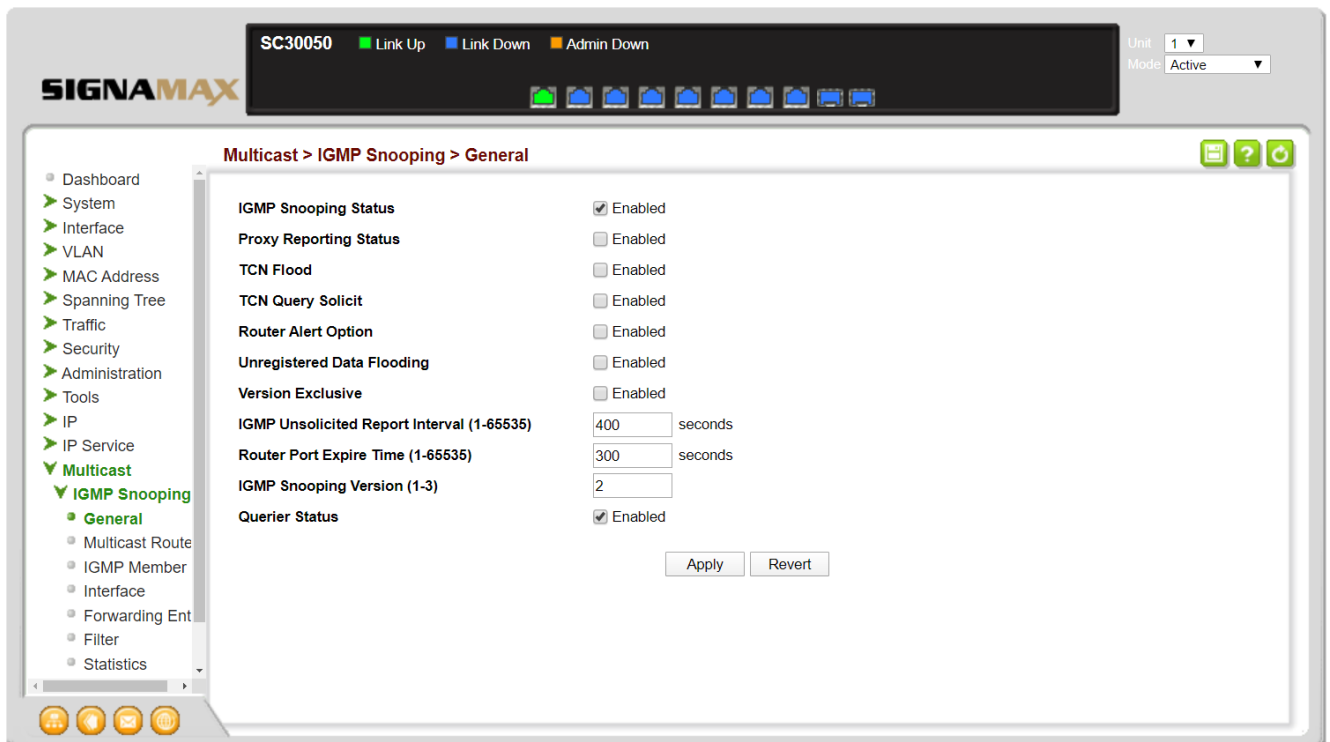 SC30050 Link Up Link Down Admin Down
Unit 1
Mode Active
SIGNAMAX
Multicast > IGMP Snooping > General
Dashboard
System
Interface
VLAN
MAC Address
Spanning Tree
Traffic
Security
Administration
Tools
IP
IP Service
Multicast
IGMP Snooping
General
Multicast Route
IGMP Member
Interface
Forwarding Ent
Filter
Statistics
IGMP Snooping Status Enabled
Proxy Reporting Status Enabled
TCN Flood Enabled
TCN Query Solicit Enabled
Router Alert Option Enabled
Unregistered Data Flooding Enabled
Version Exclusive Enabled
IGMP Unsolicited Report Interval (1-65535) 400 seconds
Router Port Expire Time (1-65535) 300 seconds
IGMP Snooping Version (1-3) 2
Querier Status Enabled
Apply Revert